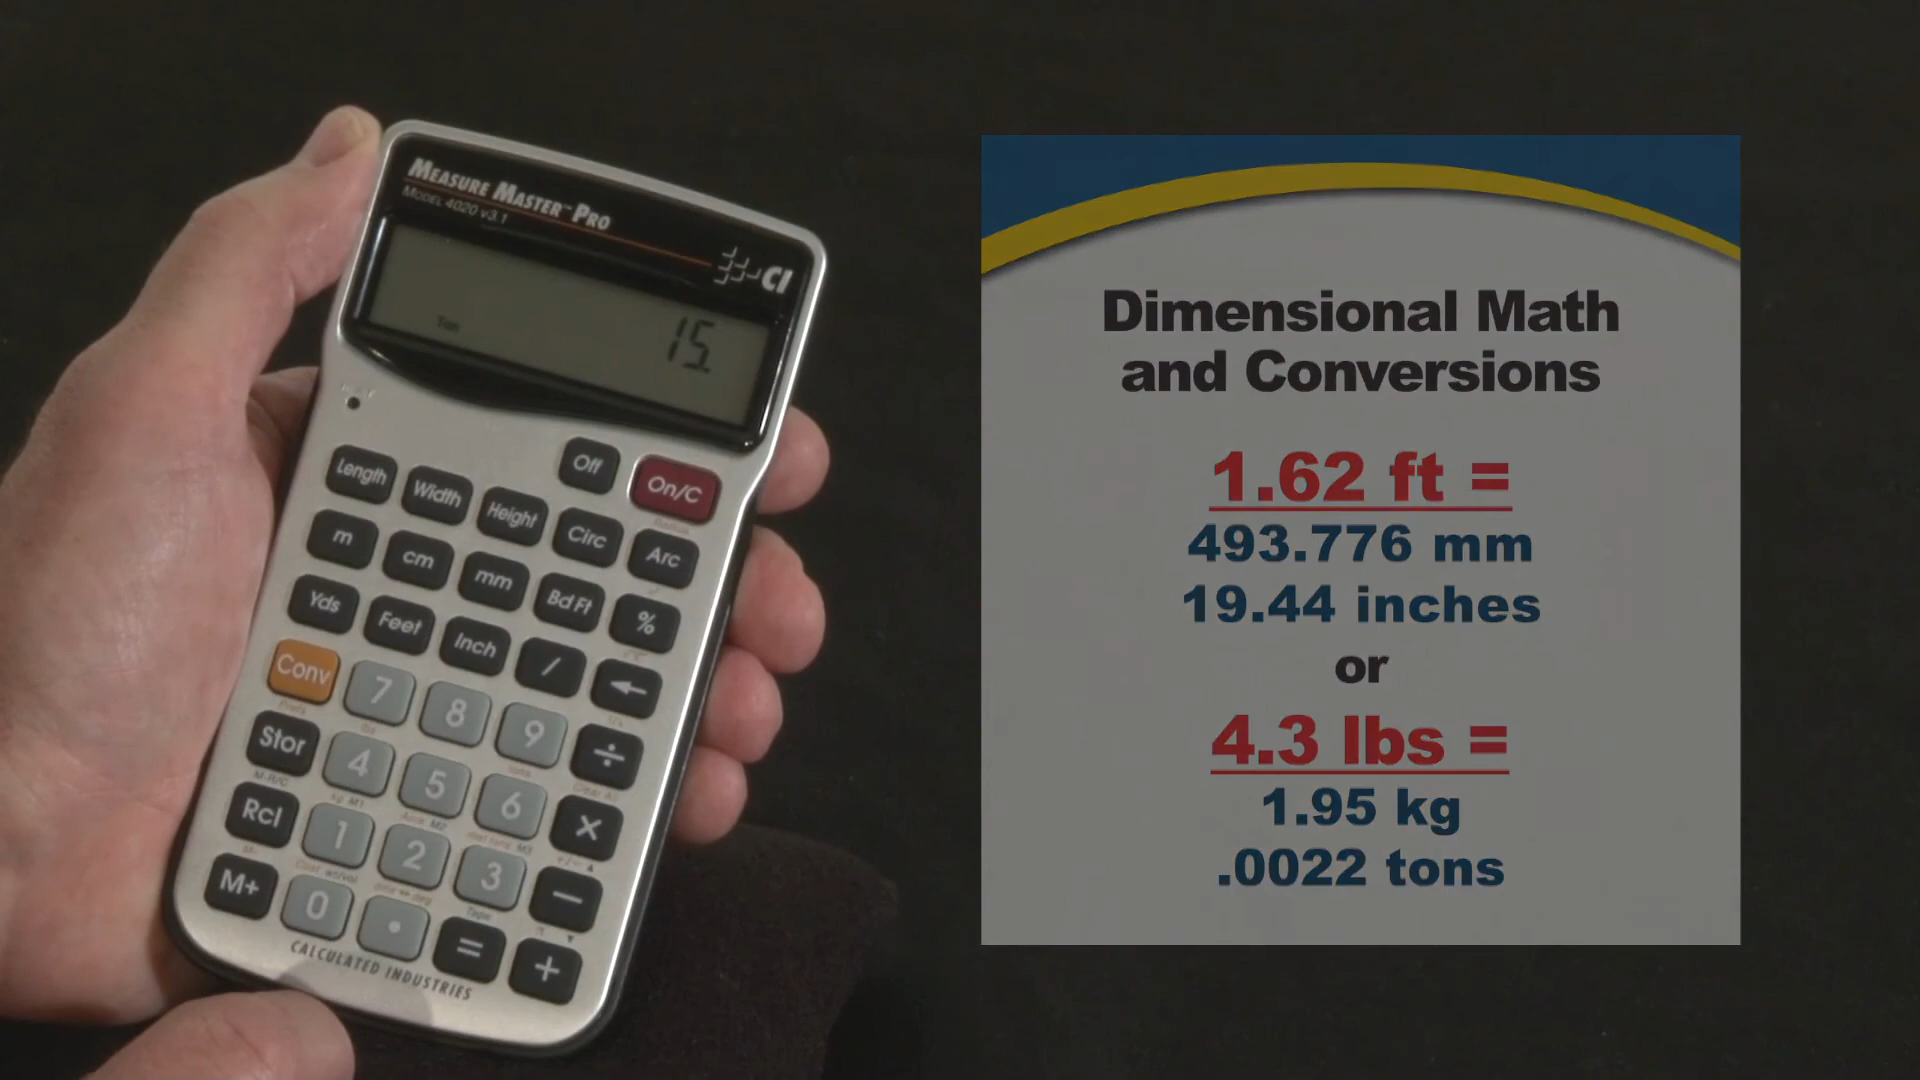 MEASURE MASTER™ PRO
MODEL 4020 v3.1
CI
Ton 15.
Off On/C
Length Width Height Circ Arc
m cm mm Bd Ft %
Yds Feet Inch / ←
Conv 7 8 9 ÷
Stor 4 5 6 ×
Rcl 1 2 3 −
M+ 0 . = +
CALCULATED INDUSTRIES
Dimensional Math
and Conversions
1.62 ft =
493.776 mm
19.44 inches
or
4.3 lbs =
1.95 kg
.0022 tons